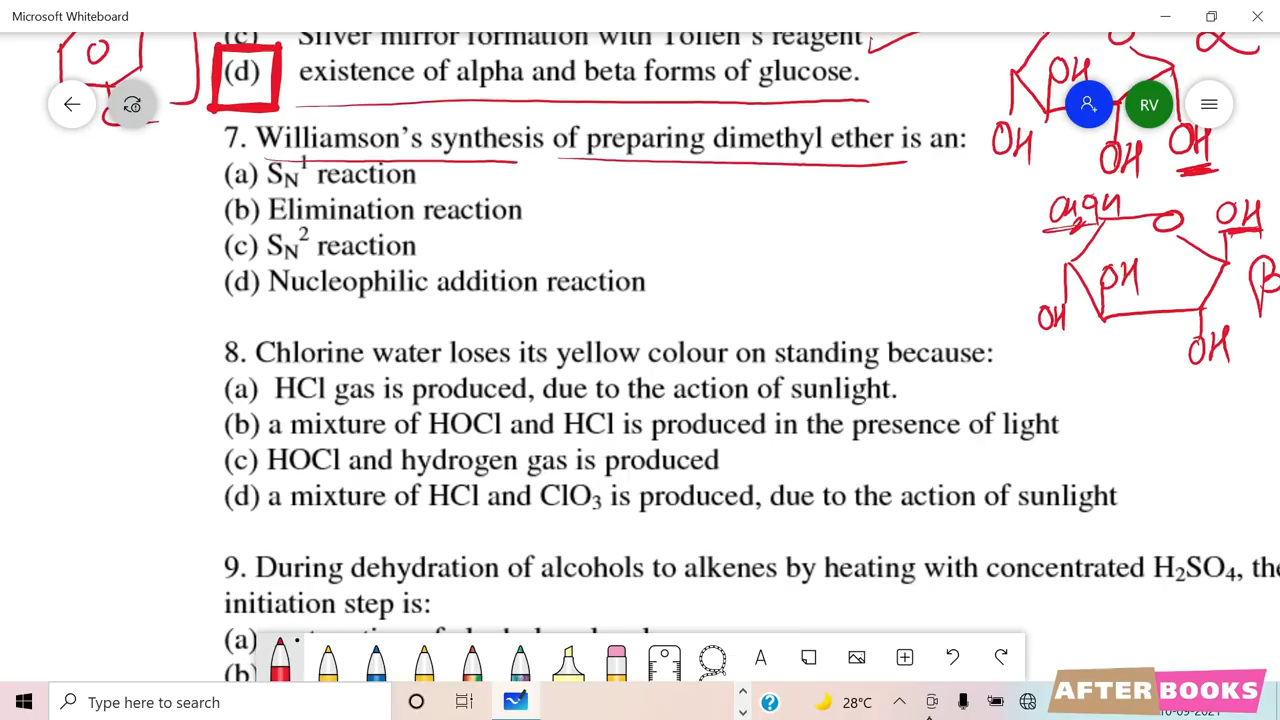 Microsoft Whiteboard
(c) Silver mirror formation with Tollen's reagent
(d) existence of alpha and beta forms of glucose.
O
O
α
OH
OH
OH
OH
RV
7. Williamson's synthesis of preparing dimethyl ether is an:
(a) SN1 reaction
(b) Elimination reaction
(c) SN2 reaction
(d) Nucleophilic addition reaction
O
OH
OH
β
OH
OH
8. Chlorine water loses its yellow colour on standing because:
(a) HCl gas is produced, due to the action of sunlight.
(b) a mixture of HOCl and HCl is produced in the presence of light
(c) HOCl and hydrogen gas is produced
(d) a mixture of HCl and ClO₃ is produced, due to the action of sunlight
9. During dehydration of alcohols to alkenes by heating with concentrated H₂SO₄, the
initiation step is:
(a)
(b)
A
Type here to search
28°C
AFTER BOOKS